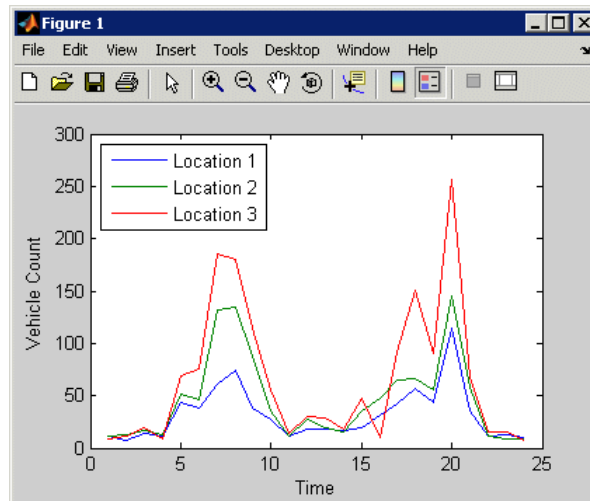 Figure 1
File Edit View Insert Tools Desktop Window Help
300
250
200
150
100
50
0
Vehicle Count
Location 1
Location 2
Location 3
0 5 10 15 20 25
Time